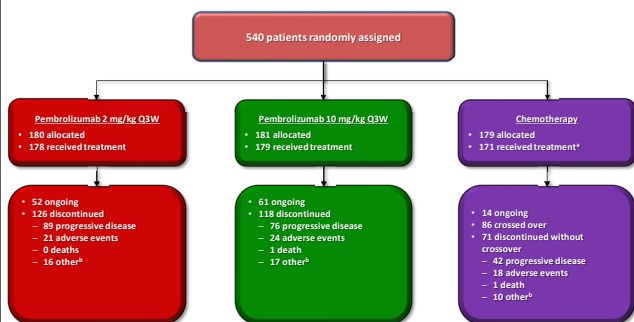 540 patients randomly assigned
Pembrolizumab 2 mg/kg Q3W
• 180 allocated
• 178 received treatment
Pembrolizumab 10 mg/kg Q3W
• 181 allocated
• 179 received treatment
Chemotherapy
• 179 allocated
• 171 received treatmentᵃ
• 52 ongoing
• 126 discontinued
– 89 progressive disease
– 21 adverse events
– 0 deaths
– 16 otherᵇ
• 61 ongoing
• 118 discontinued
– 76 progressive disease
– 24 adverse events
– 1 death
– 17 otherᵇ
• 14 ongoing
• 86 crossed over
• 71 discontinued without
crossover
– 42 progressive disease
– 18 adverse events
– 1 death
– 10 otherᵇ